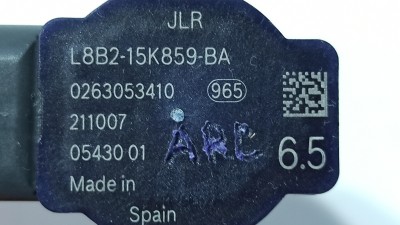 JLR
L8B2-15K859-BA
0263053410 965
211007
05430 01 ARC 6.5
Made in
Spain